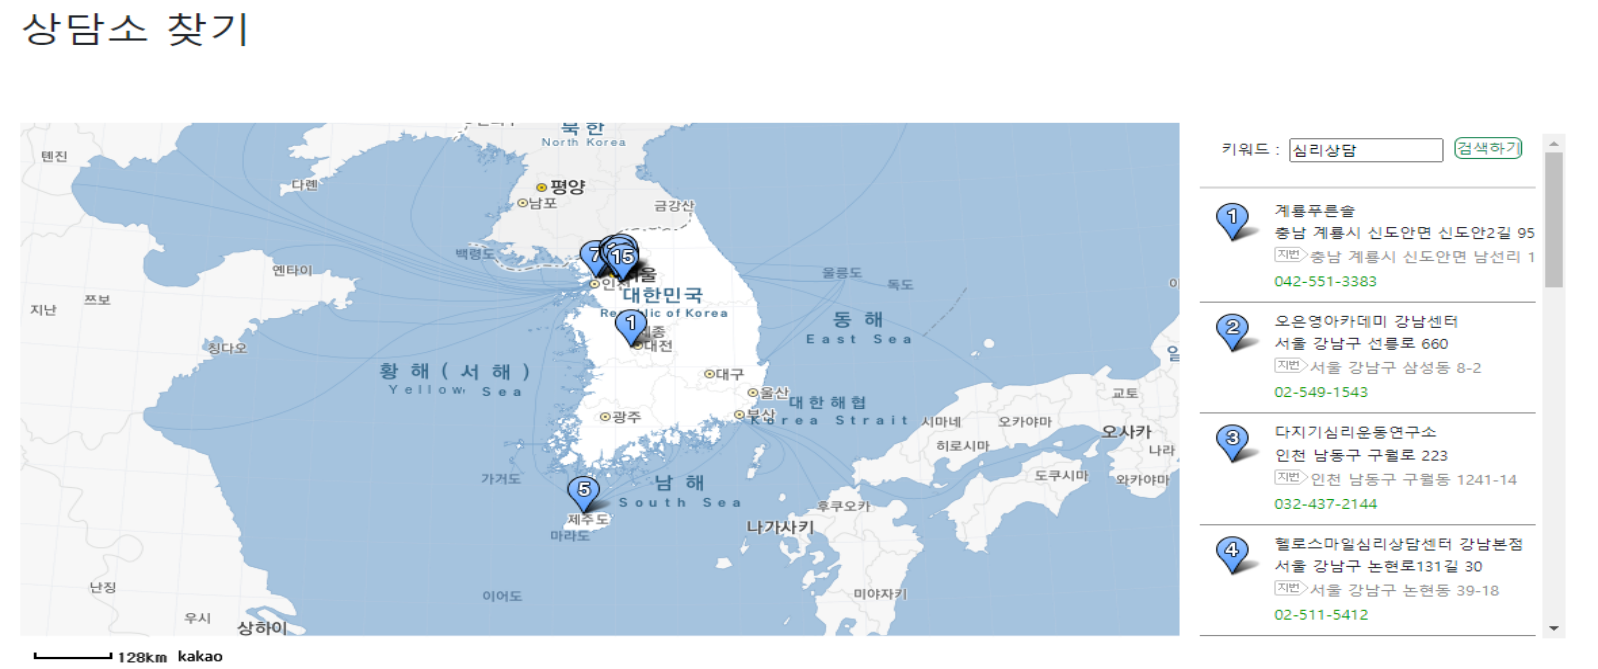 상담소 찾기
북한
North Korea
톈진
다롄
평양
남포
금강산
백령도
옌타이
7
15
울
인천
대한민국
Re
lic of Korea
울릉도
독도
지난
쯔보
1
세종
대전
동해
East Sea
칭다오
황해(서해)
Yellow Sea
대구
울산
대한해협
Korea Strait
부산
광주
교토
시마네
오카야마
오사카
히로시마
나라
가거도
남해
South Sea
도쿠시마
와카야마
5
제주도
마라도
후쿠오카
나가사키
난징
이어도
미야자키
우시
상하이
128km kakao
키워드 : 심리상담 검색하기
1
계룡푸른솔
충남 계룡시 신도안면 신도안2길 95
지번 충남 계룡시 신도안면 남선리 1
042-551-3383
2
오은영아카데미 강남센터
서울 강남구 선릉로 660
지번 서울 강남구 삼성동 8-2
02-549-1543
3
다지기심리운동연구소
인천 남동구 구월로 223
지번 인천 남동구 구월동 1241-14
032-437-2144
4
헬로스마일심리상담센터 강남본점
서울 강남구 논현로131길 30
지번 서울 강남구 논현동 39-18
02-511-5412